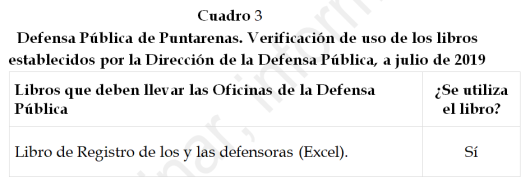 Cuadro 3
Defensa Pública de Puntarenas. Verificación de uso de los libros
establecidos por la Dirección de la Defensa Pública, a julio de 2019
Libros que deben llevar las Oficinas de la Defensa
Pública
¿Se utiliza
el libro?
Libro de Registro de los y las defensoras (Excel).
Sí